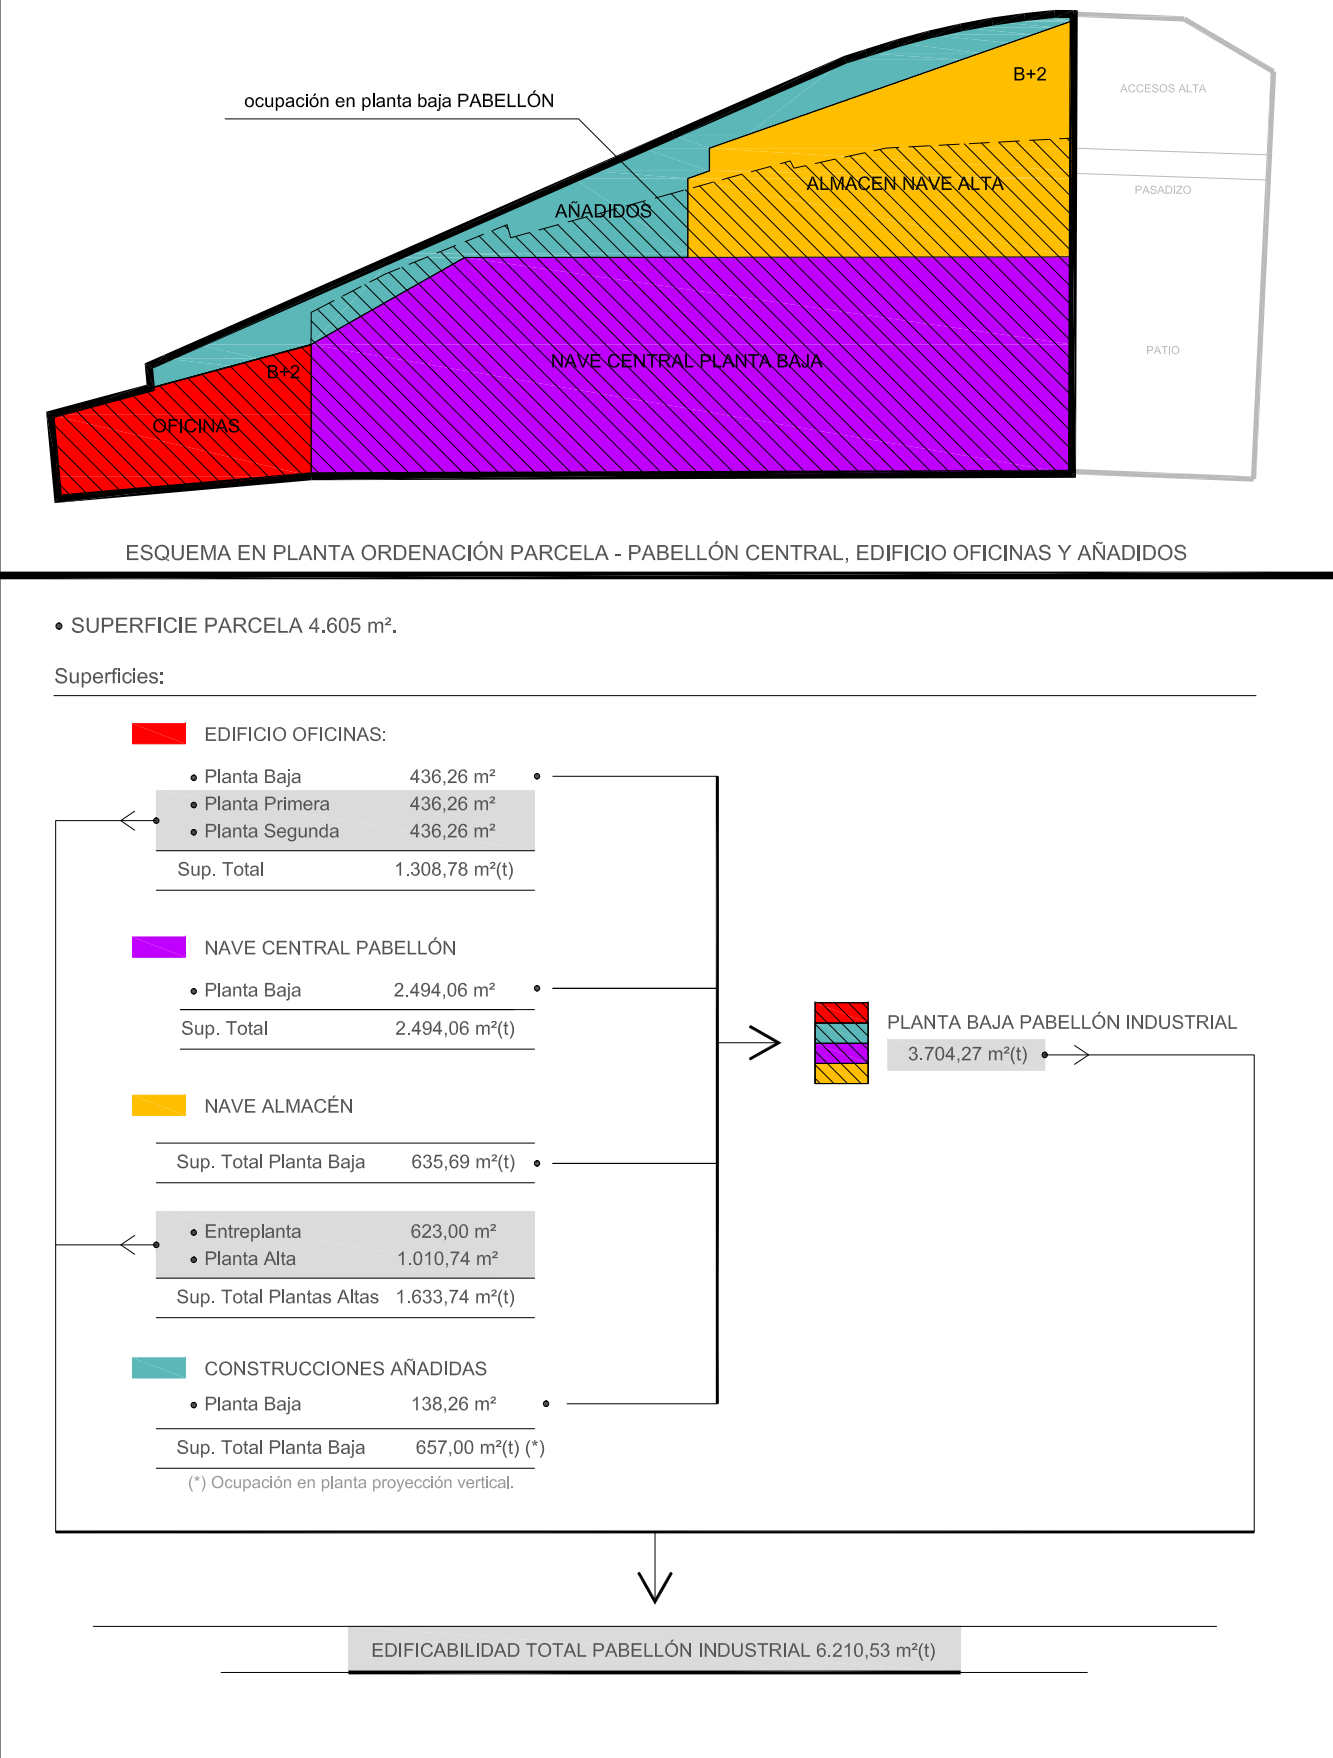 B+2
ACCESOS ALTA
ocupación en planta baja PABELLÓN
ALMACEN NAVE ALTA
PASADIZO
AÑADIDOS
NAVE CENTRAL PLANTA BAJA
PATIO
B+2
OFICINAS
ESQUEMA EN PLANTA ORDENACIÓN PARCELA - PABELLÓN CENTRAL, EDIFICIO OFICINAS Y AÑADIDOS
• SUPERFICIE PARCELA 4.605 m².
Superficies:
EDIFICIO OFICINAS:
• Planta Baja 436,26 m²
• Planta Primera 436,26 m²
• Planta Segunda 436,26 m²
Sup. Total 1.308,78 m²(t)
NAVE CENTRAL PABELLÓN
• Planta Baja 2.494,06 m²
Sup. Total 2.494,06 m²(t)
PLANTA BAJA PABELLÓN INDUSTRIAL
3.704,27 m²(t)
NAVE ALMACÉN
Sup. Total Planta Baja 635,69 m²(t)
• Entreplanta 623,00 m²
• Planta Alta 1.010,74 m²
Sup. Total Plantas Altas 1.633,74 m²(t)
CONSTRUCCIONES AÑADIDAS
• Planta Baja 138,26 m²
Sup. Total Planta Baja 657,00 m²(t) (*)
(*) Ocupación en planta proyección vertical.
EDIFICABILIDAD TOTAL PABELLÓN INDUSTRIAL 6.210,53 m²(t)